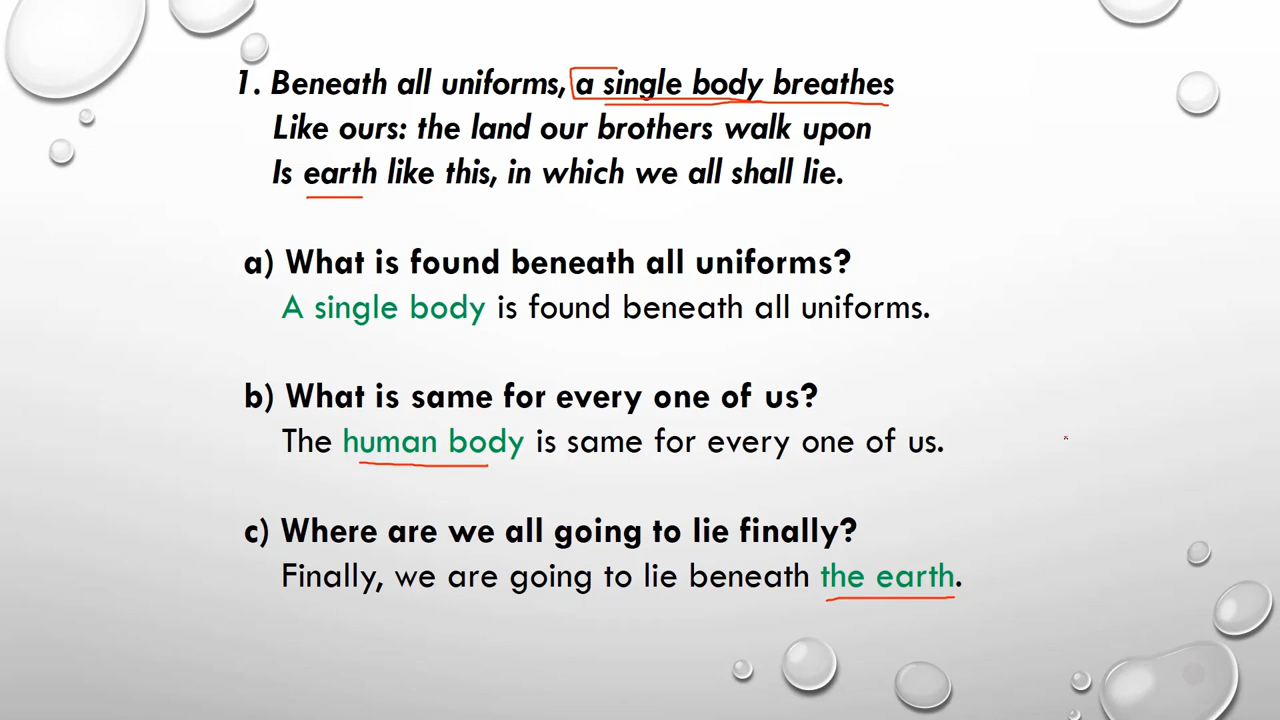 1. Beneath all uniforms, a single body breathes
Like ours: the land our brothers walk upon
Is earth like this, in which we all shall lie.
a) What is found beneath all uniforms?
A single body is found beneath all uniforms.
b) What is same for every one of us?
The human body is same for every one of us.
c) Where are we all going to lie finally?
Finally, we are going to lie beneath the earth.